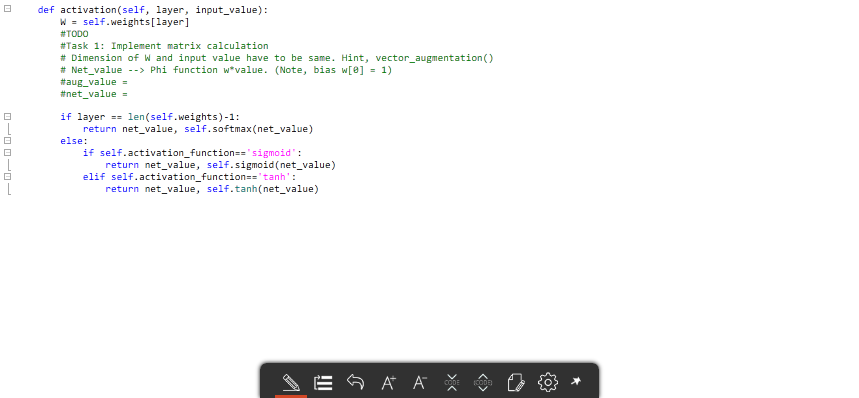 def activation(self, layer, input_value):
W = self.weights[layer]
#TODO
#Task 1: Implement matrix calculation
# Dimension of W and input value have to be same. Hint, vector_augmentation()
# Net_value --> Phi function w*value. (Note, bias w[0] = 1)
#aug_value =
#net_value =
if layer == len(self.weights)-1:
return net_value, self.softmax(net_value)
else:
if self.activation_function=='sigmoid':
return net_value, self.sigmoid(net_value)
elif self.activation_function=='tanh':
return net_value, self.tanh(net_value)
A+ A- CODE {CODE}